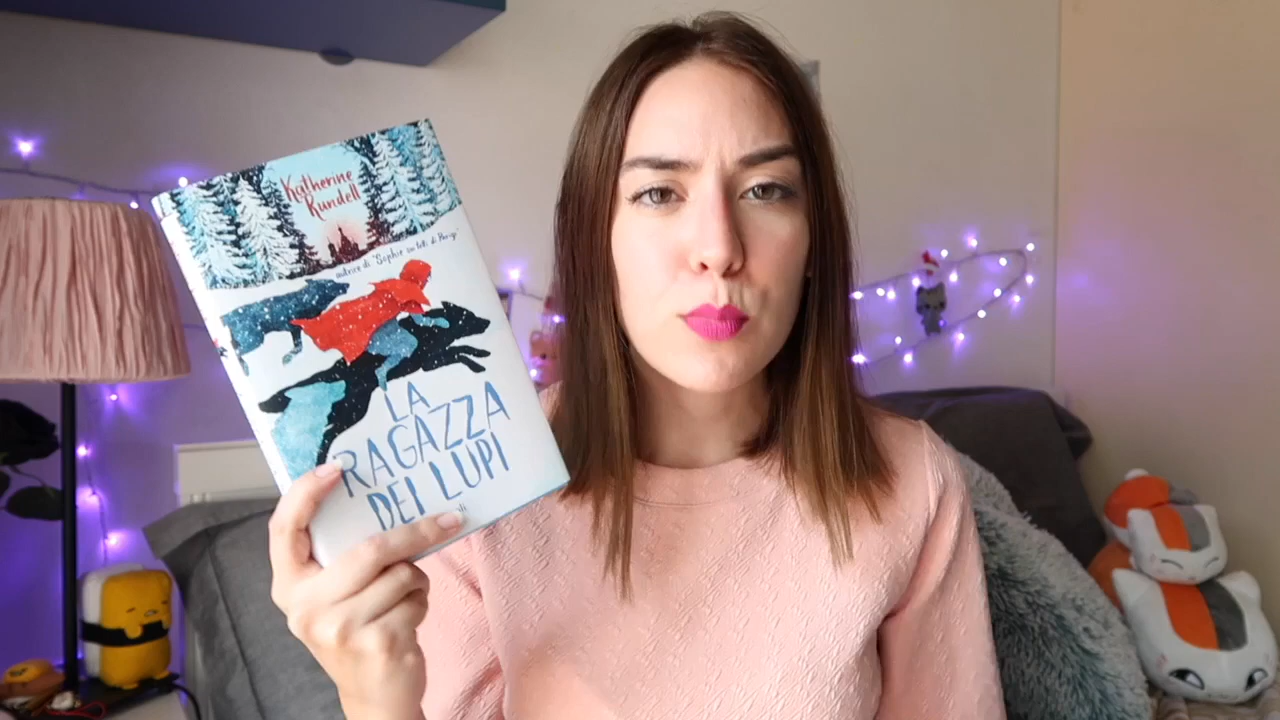 Katherine
Rundell
autrice di "Sophie sui tetti di Parigi"
LA
RAGAZZA
DEI LUPI